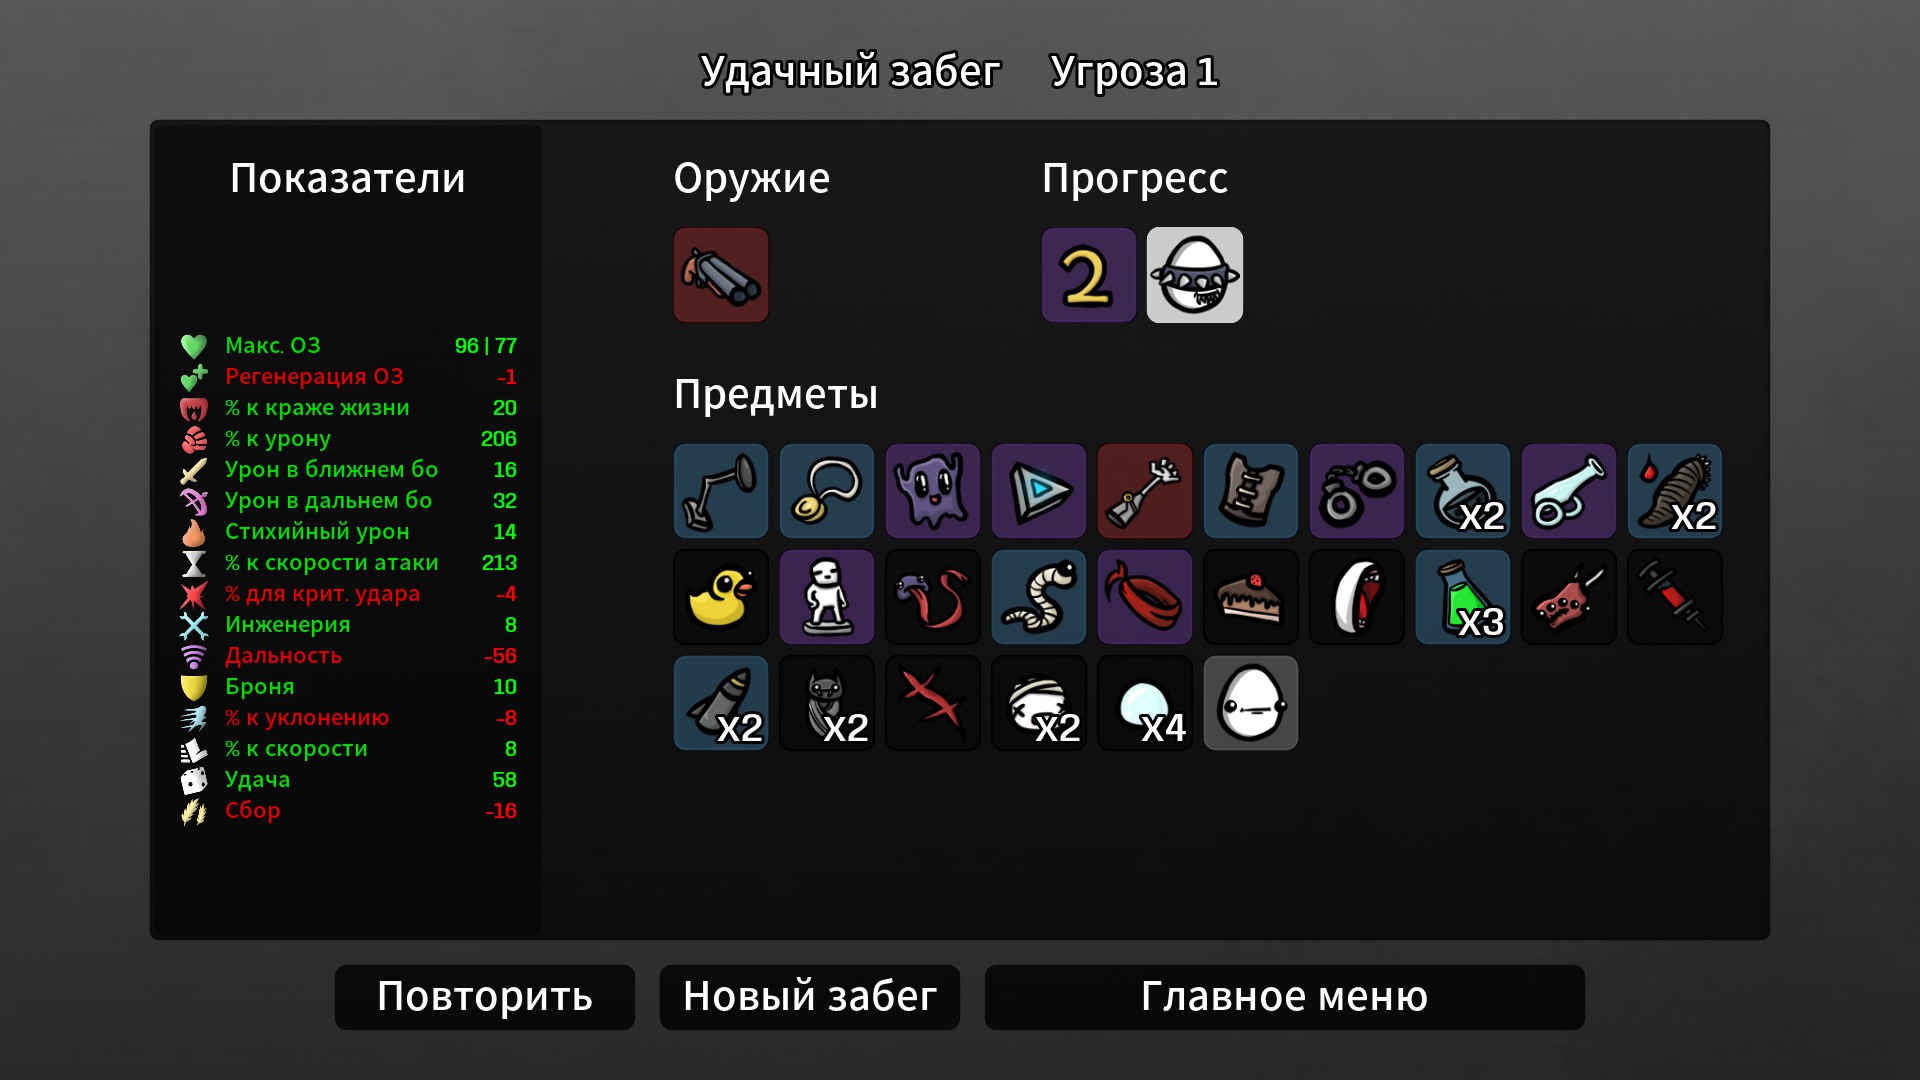 Удачный забег Угроза 1
Показатели
Макс. ОЗ 96 | 77
Регенерация ОЗ -1
% к краже жизни 20
% к урону 206
Урон в ближнем бо 16
Урон в дальнем бо 32
Стихийный урон 14
% к скорости атаки 213
% для крит. удара -4
Инженерия 8
Дальность -56
Броня 10
% к уклонению -8
% к скорости 8
Удача 58
Сбор -16
Оружие
Прогресс
2
Предметы
X2 X2
X3
X2 X2 X2 X4
Повторить Новый забег Главное меню